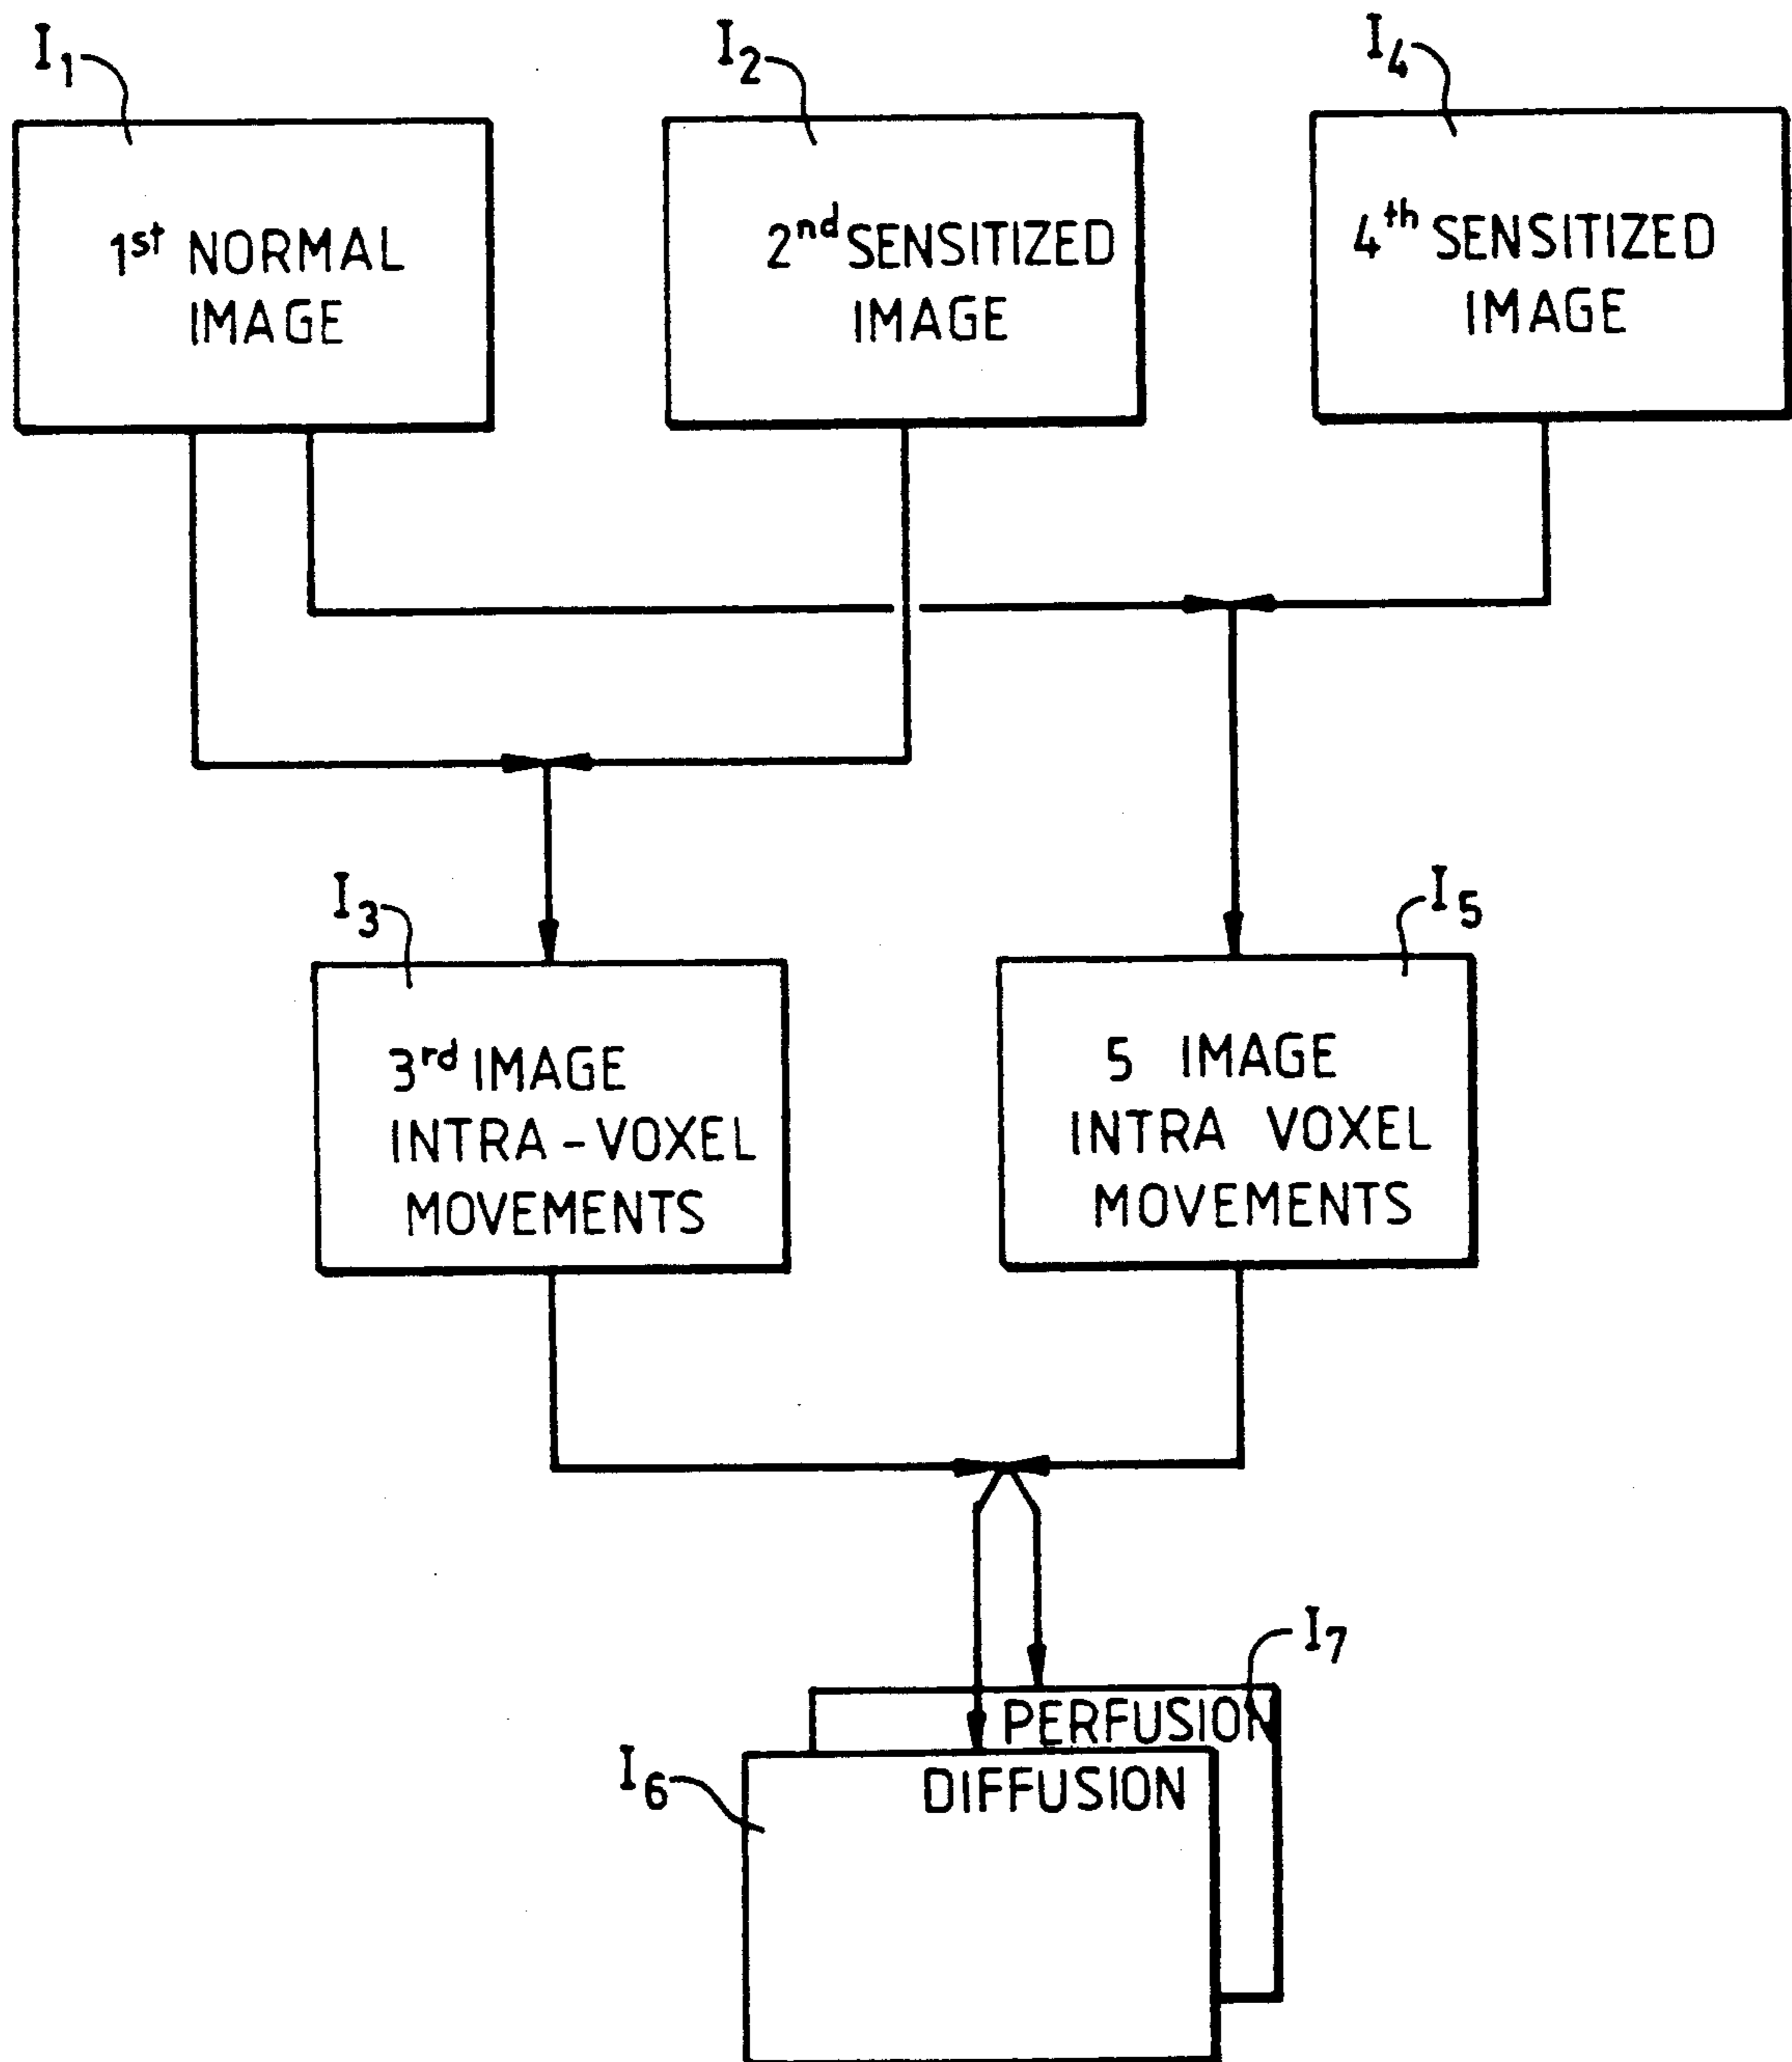 I1
I2
I4
1st NORMAL
IMAGE
2nd SENSITIZED
IMAGE
4th SENSITIZED
IMAGE
I3
I5
3rd IMAGE
INTRA-VOXEL
MOVEMENTS
5 IMAGE
INTRA VOXEL
MOVEMENTS
I7
PERFUSION
I6
DIFFUSION